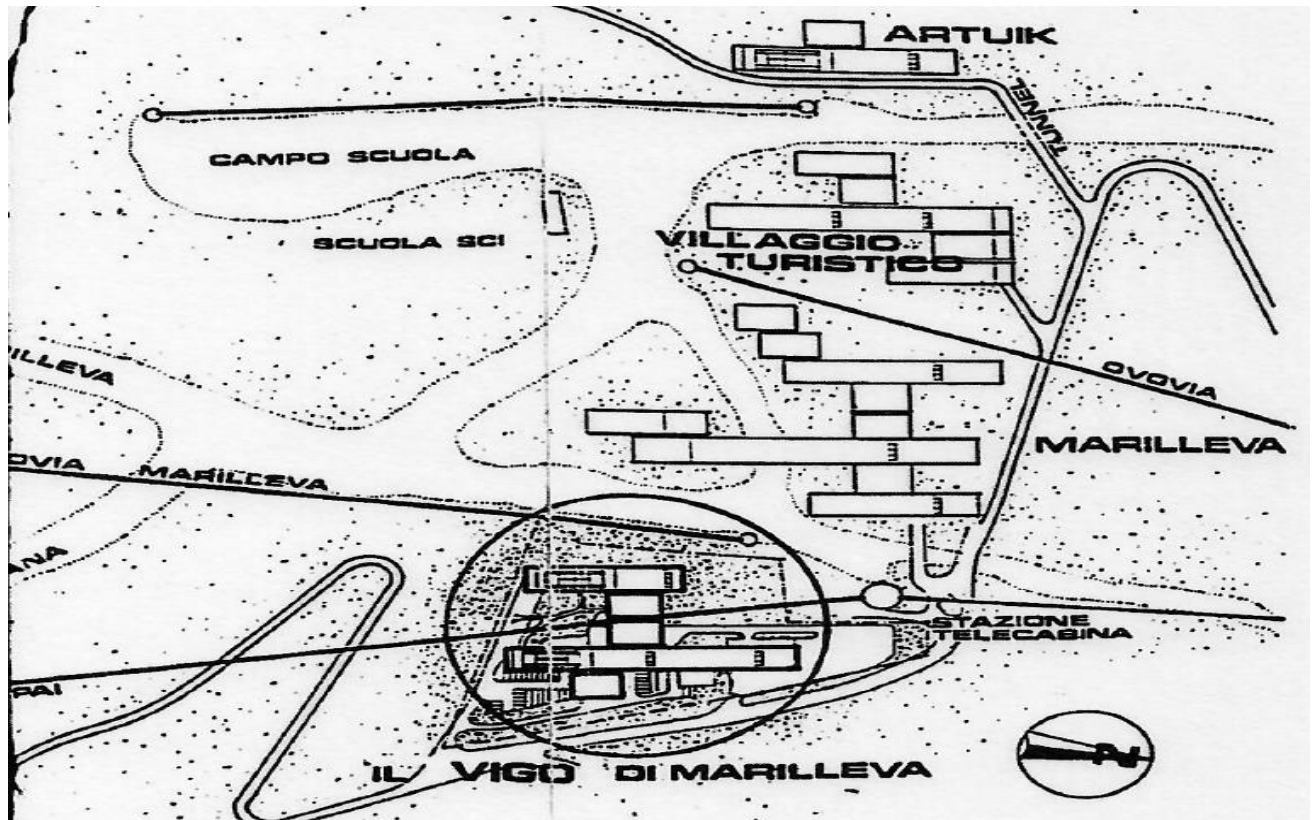 ARTUIK
TUNNEL
CAMPO SCUOLA
SCUOLA SCI
VILLAGGIO
TURISTICO
ILLEVA
OVOVIA
MARILLEVA
OVIA MARILLEVA
ANA
STAZIONE
TELECABINA
PAI
IL VIGO DI MARILLEVA